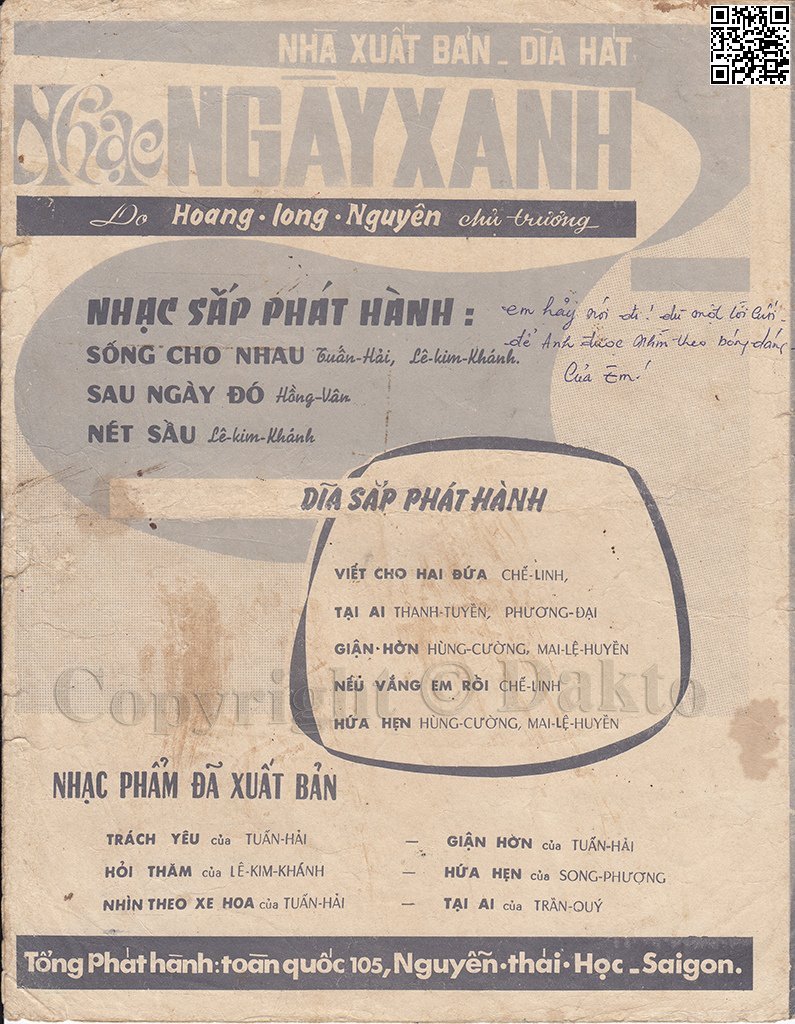 NHÀ XUẤT BẢN _ DĨA HÁT
Nhạc NGÀY XANH
Do Hoang · long · Nguyên chủ trương
NHẠC SẮP PHÁT HÀNH :
SỐNG CHO NHAU Tuấn-Hải, Lê-kim-Khánh.
SAU NGÀY ĐÓ Hồng-Vân
NÉT SẦU Lê-kim-Khánh
em hãy nói đi! dù một lời Cuối -
để Anh được Nhìn theo bóng dáng
Của Em!
DĨA SẮP PHÁT HÀNH
VIẾT CHO HAI ĐỨA CHẾ-LINH,
TẠI AI THANH-TUYỀN, PHƯƠNG-ĐẠI
GIẬN · HỜN HÙNG-CƯỜNG, MAI-LỆ-HUYỀN
NẾU VẮNG EM RỒI CHẾ-LINH
HỨA HẸN HÙNG-CƯỜNG, MAI-LỆ-HUYỀN
Copyright © Dakto
NHẠC PHẨM ĐÃ XUẤT BẢN
TRÁCH YÊU của TUẤN-HẢI — GIẬN HỜN của TUẤN-HẢI
HỎI THĂM của LÊ-KIM-KHÁNH — HỨA HẸN của SONG-PHƯỢNG
NHÌN THEO XE HOA của TUẤN-HẢI — TẠI AI của TRẦN-QUÝ
Tổng Phát hành: toàn quốc 105, Nguyễn · thái · Học _ Saigon.